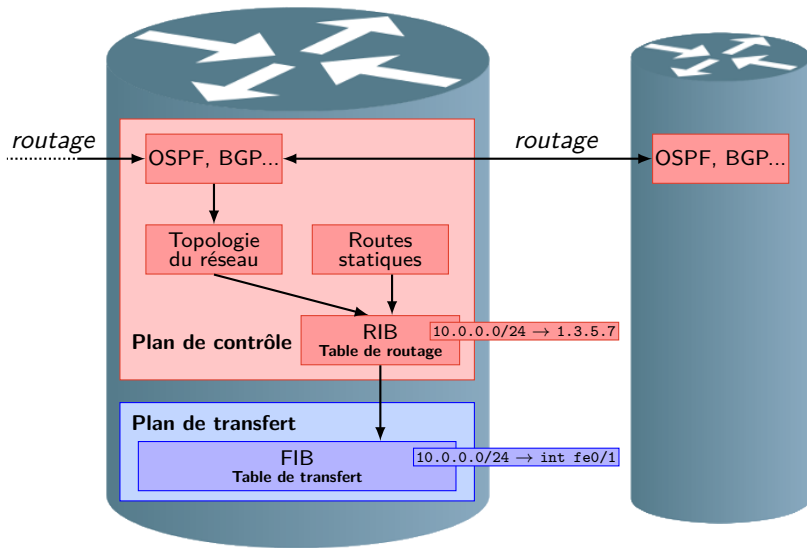 routage
routage
OSPF, BGP...
OSPF, BGP...
Topologie
du réseau
Routes
statiques
RIB
Table de routage
10.0.0.0/24 → 1.3.5.7
Plan de contrôle
Plan de transfert
FIB
Table de transfert
10.0.0.0/24 → int fe0/1